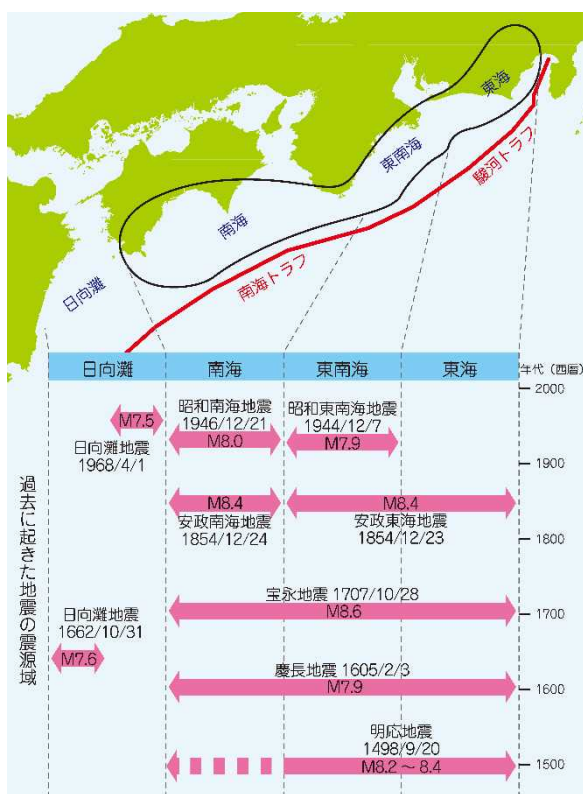 東海
東南海
駿河トラフ
南海
南海トラフ
日向灘
日向灘 南海 東南海 東海 年代(西暦)
2000
昭和南海地震
1946/12/21
M8.0
昭和東南海地震
1944/12/7
M7.9
M7.5
日向灘地震
1968/4/1
1900
M8.4
安政南海地震
1854/12/24
M8.4
安政東海地震
1854/12/23
1800
過去に起きた地震の震源域
宝永地震 1707/10/28
M8.6
1700
日向灘地震
1662/10/31
M7.6
慶長地震 1605/2/3
M7.9
1600
明応地震
1498/9/20
M8.2～8.4
1500